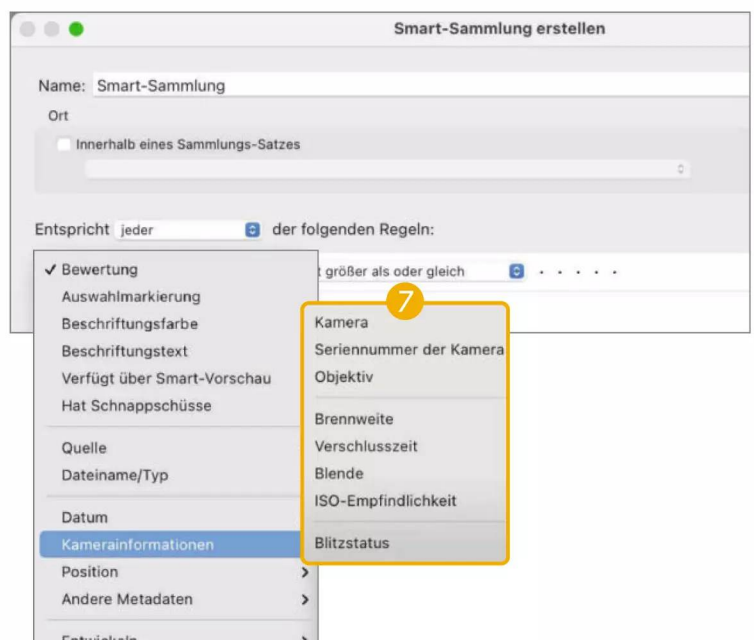 Smart-Sammlung erstellen
Name: Smart-Sammlung
Ort
Innerhalb eines Sammlungs-Satzes
Entspricht jeder der folgenden Regeln:
✓ Bewertung
t größer als oder gleich
Auswahlmarkierung
Beschriftungsfarbe
Beschriftungstext
Verfügt über Smart-Vorschau
Hat Schnappschüsse
Quelle
Dateiname/Typ
Datum
Kamerainformationen
Position
Andere Metadaten
7
Kamera
Seriennummer der Kamera
Objektiv
Brennweite
Verschlusszeit
Blende
ISO-Empfindlichkeit
Blitzstatus